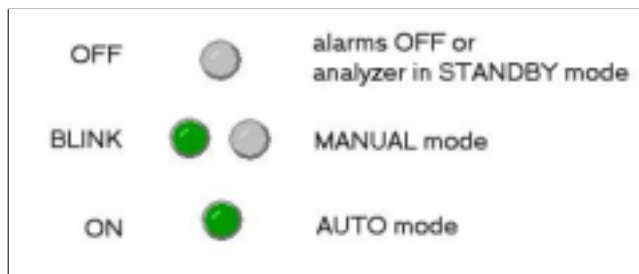 OFF
alarms OFF or
analyzer in STANDBY mode
BLINK
MANUAL mode
ON
AUTO mode